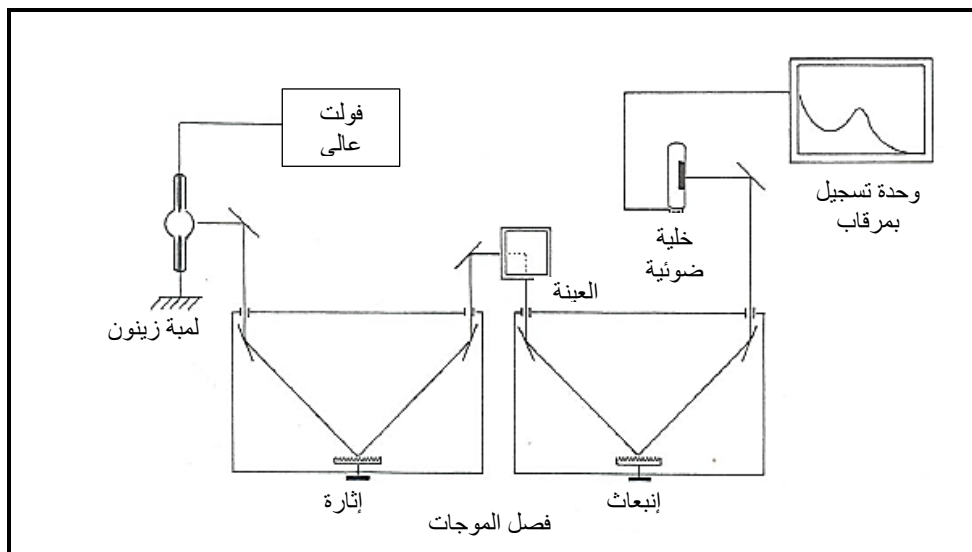 فولت
عالى
وحدة تسجيل
بمرقاب
خلية
ضوئية
العينة
لمبة زينون
إثارة
إنبعاث
فصل الموجات